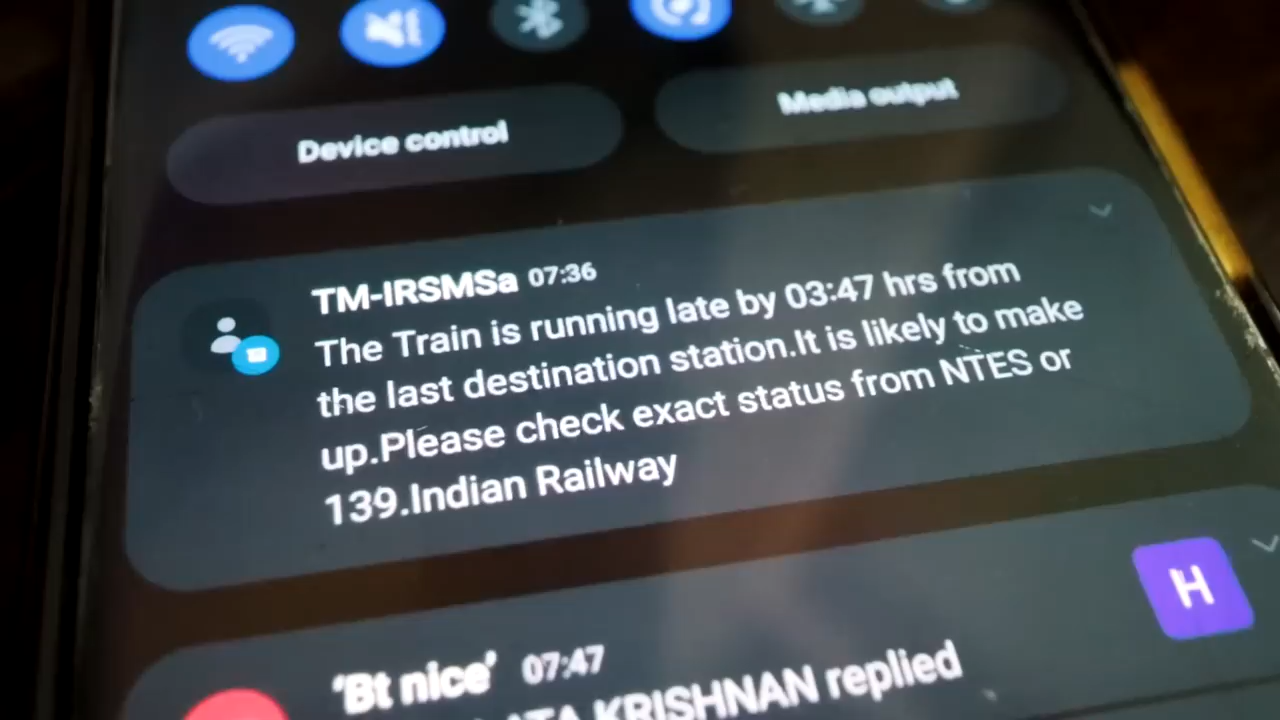 Device control
Media output
TM-IRSMSa 07:36
The Train is running late by 03:47 hrs from
the last destination station.It is likely to make
up.Please check exact status from NTES or
139.Indian Railway
H
'Bt nice' 07:47
KRISHNAN replied